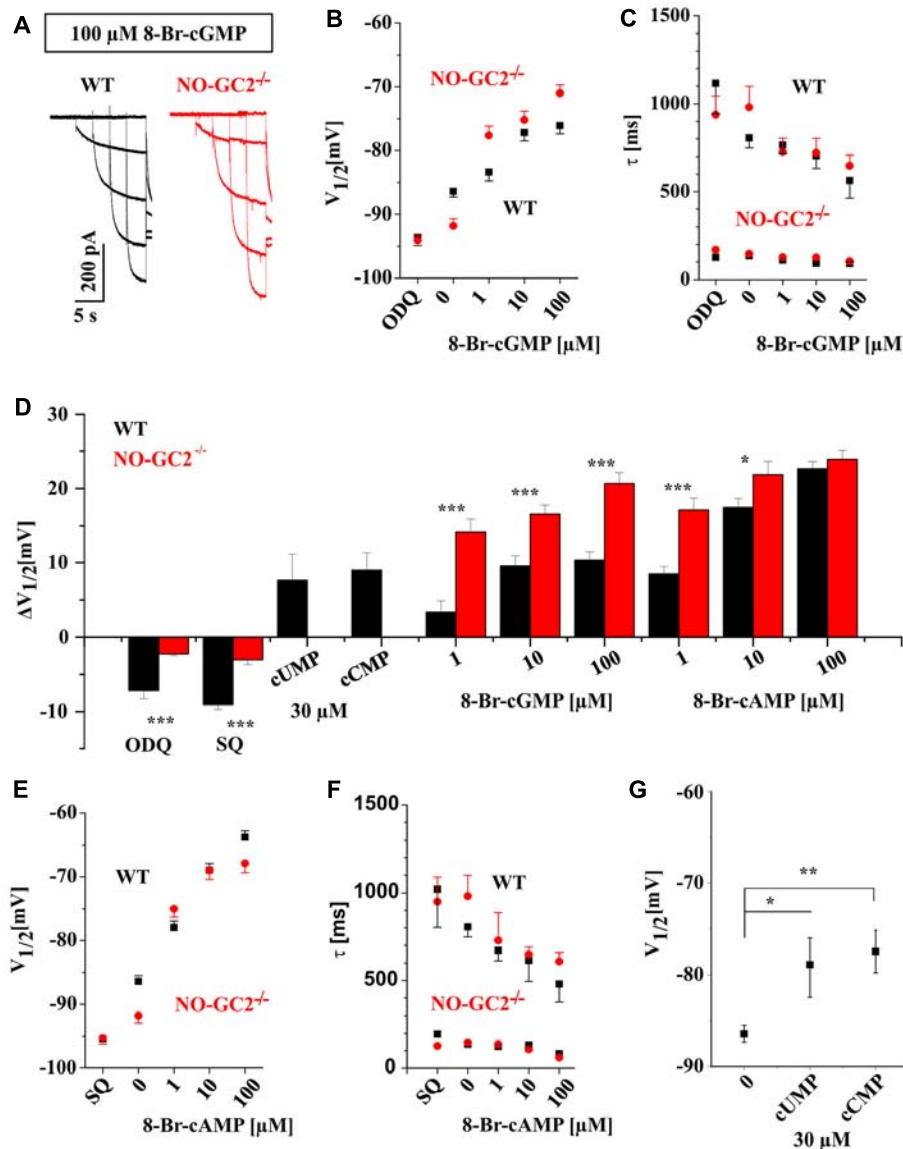 A
100 µM 8-Br-cGMP
WT
NO-GC2-/-
200 pA
5 s
B
-60
-70
-80
-90
-100
V1/2[mV]
NO-GC2-/-
WT
ODQ
0
1
10
100
8-Br-cGMP [µM]
C
1500
1000
500
0
τ [ms]
WT
NO-GC2-/-
ODQ
0
1
10
100
8-Br-cGMP [µM]
D
30
20
10
0
-10
ΔV1/2[mV]
WT
NO-GC2-/-
***
***
***
***
*
***
***
ODQ
SQ
cUMP
cCMP
30 µM
1
10
100
8-Br-cGMP [µM]
1
10
100
8-Br-cAMP [µM]
E
-60
-70
-80
-90
-100
V1/2[mV]
WT
NO-GC2-/-
SQ
0
1
10
100
8-Br-cAMP [µM]
F
1500
1000
500
0
τ [ms]
WT
NO-GC2-/-
SQ
0
1
10
100
8-Br-cAMP [µM]
G
-60
-70
-80
-90
V1/2[mV]
**
*
0
cUMP
cCMP
30 µM